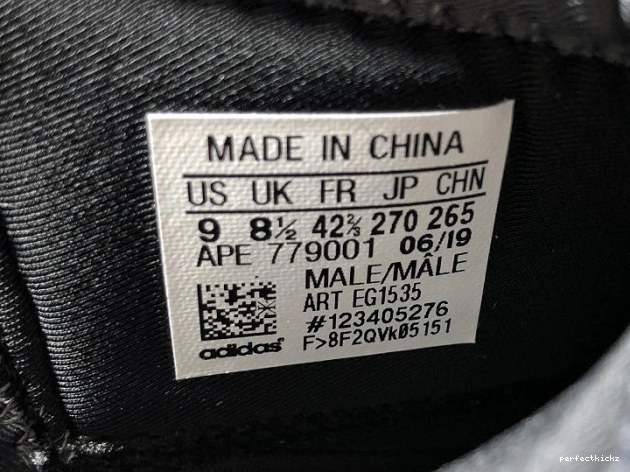 MADE IN CHINA
US UK FR JP CHN
9 8½ 42⅔ 270 265
APE 779001 06/19
MALE/MÂLE
ART EG1535
#123405276
F>8F2QVk05151
adidas
perfectkickz